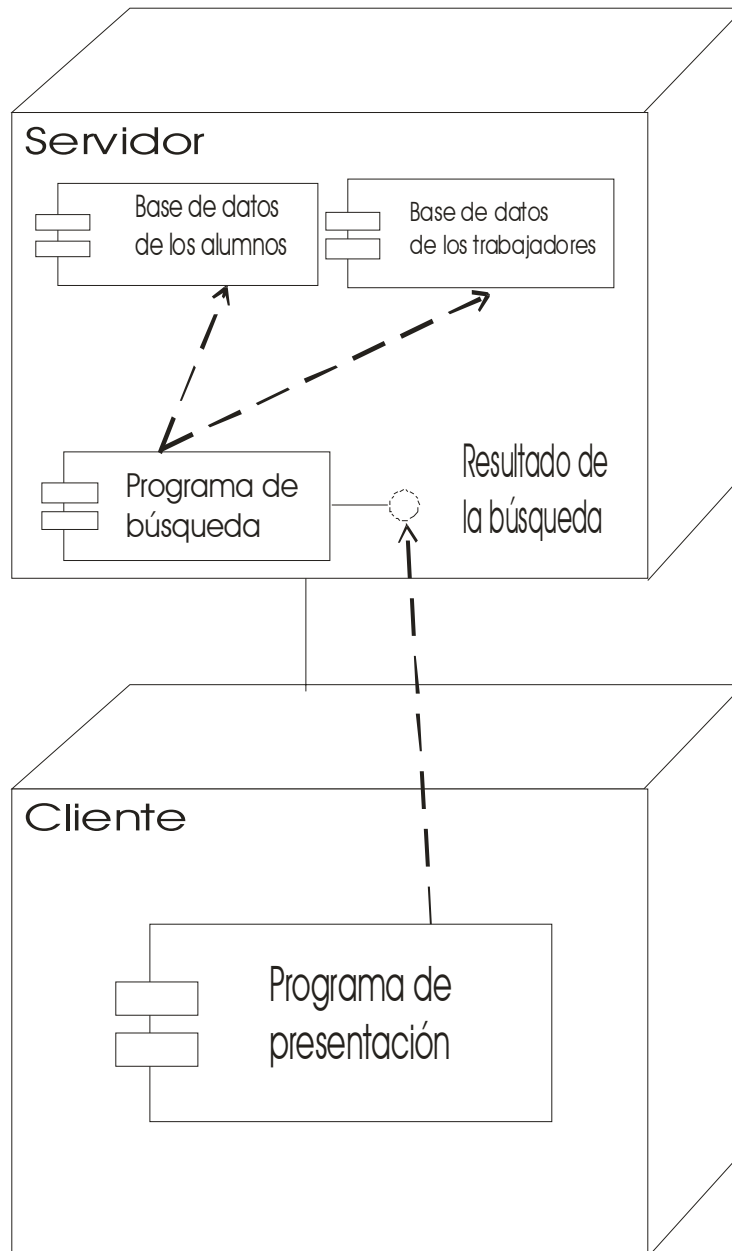 Servidor
Base de datos
de los alumnos
Base de datos
de los trabajadores
Programa de
búsqueda
Resultado de
la búsqueda
Cliente
Programa de
presentación